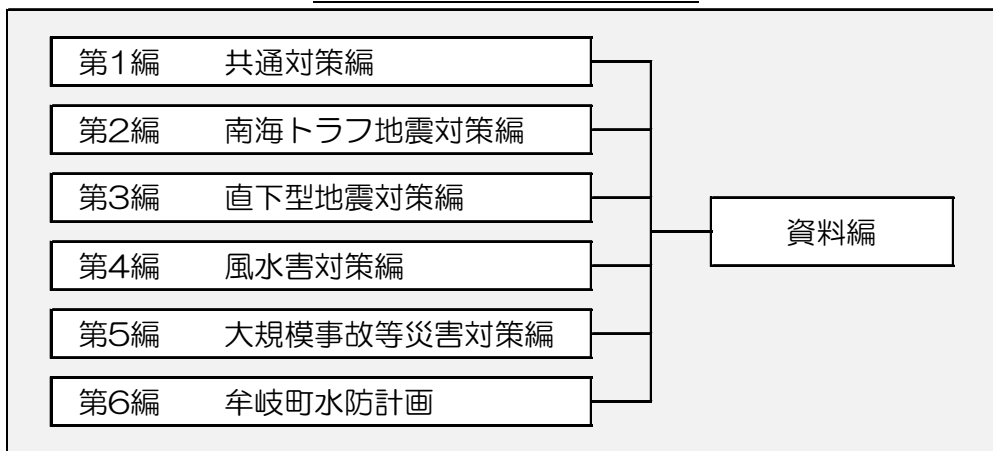 第1編 共通対策編
第2編 南海トラフ地震対策編
第3編 直下型地震対策編
第4編 風水害対策編
第5編 大規模事故等災害対策編
第6編 牟岐町水防計画
資料編